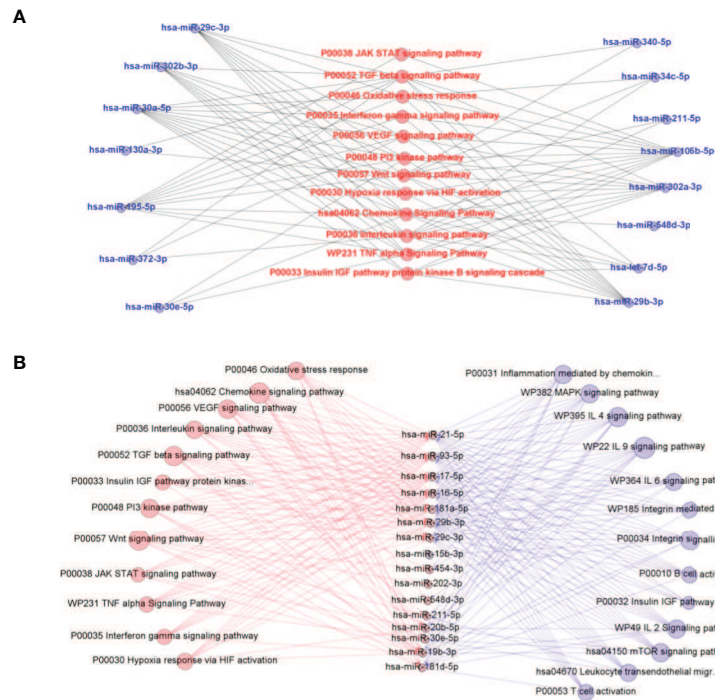 A
hsa-miR-29c-3p
hsa-miR-302b-3p
hsa-miR-30a-5p
hsa-miR-130a-3p
hsa-miR-495-5p
hsa-miR-372-3p
hsa-miR-30e-5p
P00038 JAK STAT signaling pathway
P00052 TGF beta signaling pathway
P00046 Oxidative stress response
P00035 Interferon gamma signaling pathway
P00056 VEGF signaling pathway
P00048 PI3 kinase pathway
P00057 Wnt signaling pathway
P00030 Hypoxia response via HIF activation
hsa04062 Chemokine Signaling Pathway
P00036 Interleukin signaling pathway
WP231 TNF alpha Signaling Pathway
P00033 Insulin IGF pathway protein kinase B signaling cascade
hsa-miR-340-5p
hsa-miR-34c-5p
hsa-miR-211-5p
hsa-miR-106b-5p
hsa-miR-302a-3p
hsa-miR-548d-3p
hsa-let-7d-5p
hsa-miR-29b-3p
B
P00046 Oxidative stress response
hsa04062 Chemokine signaling pathway
P00056 VEGF signaling pathway
P00036 Interleukin signaling pathway
P00052 TGF beta signaling pathway
P00033 Insulin IGF pathway protein kinas...
P00048 PI3 kinase pathway
P00057 Wnt signaling pathway
P00038 JAK STAT signaling pathway
WP231 TNF alpha Signaling Pathway
P00035 Interferon gamma signaling pathway
P00030 Hypoxia response via HIF activation
hsa-miR-21-5p
hsa-miR-93-5p
hsa-miR-17-5p
hsa-miR-16-5p
hsa-miR-181a-5p
hsa-miR-29b-3p
hsa-miR-29c-3p
hsa-miR-15b-3p
hsa-miR-454-3p
hsa-miR-202-3p
hsa-miR-548d-3p
hsa-miR-211-5p
hsa-miR-20b-5p
hsa-miR-30e-5p
hsa-miR-19b-3p
hsa-miR-181d-5p
P00031 Inflammation mediated by chemokin...
WP382 MAPK signaling pathway
WP395 IL 4 signaling pathway
WP22 IL 9 signaling pathway
WP364 IL 6 signaling pat
WP185 Integrin mediated
P00034 Integrin signalli
P00010 B cell acti
P00032 Insulin IGF pathway
WP49 IL 2 Signaling pat
hsa04150 mTOR signaling pat
hsa04670 Leukocyte transendothelial migr.
P00053 T cell activation